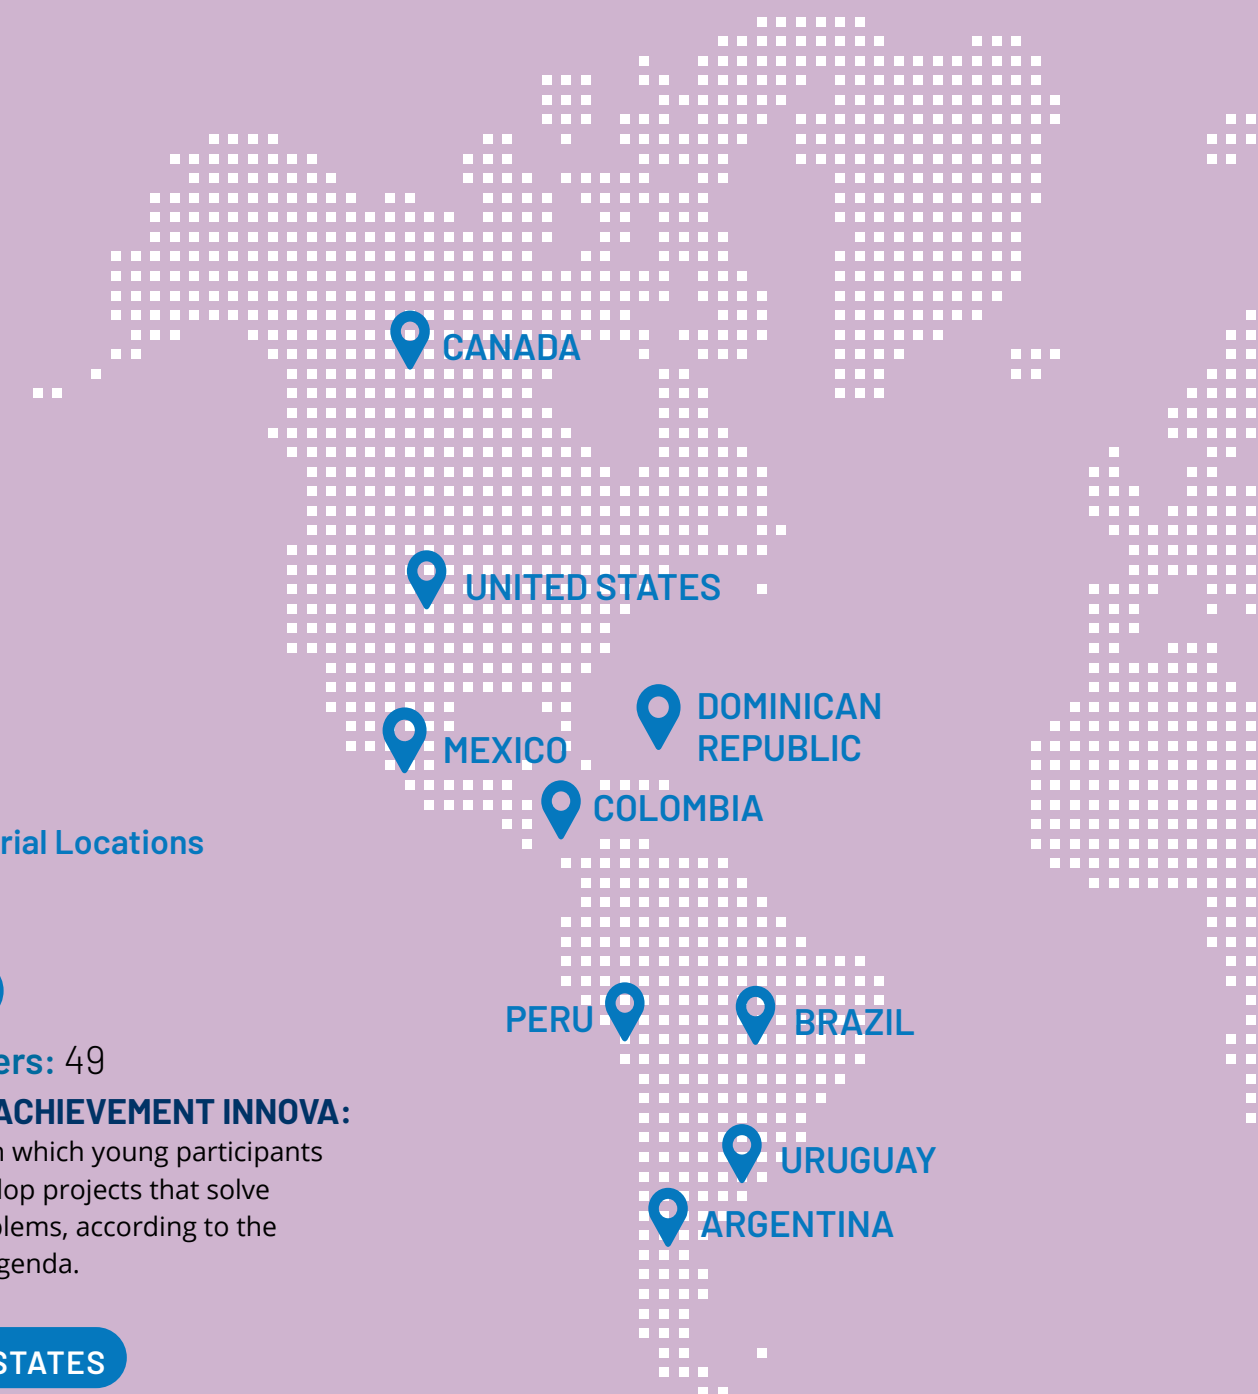 CANADA
UNITED STATES
DOMINICAN
REPUBLIC
MEXICO
COLOMBIA
rial Locations
PERU
BRAZIL
ers: 49
ACHIEVEMENT INNOVA:
n which young participants
lop projects that solve
blems, according to the
genda.
URUGUAY
ARGENTINA
STATES